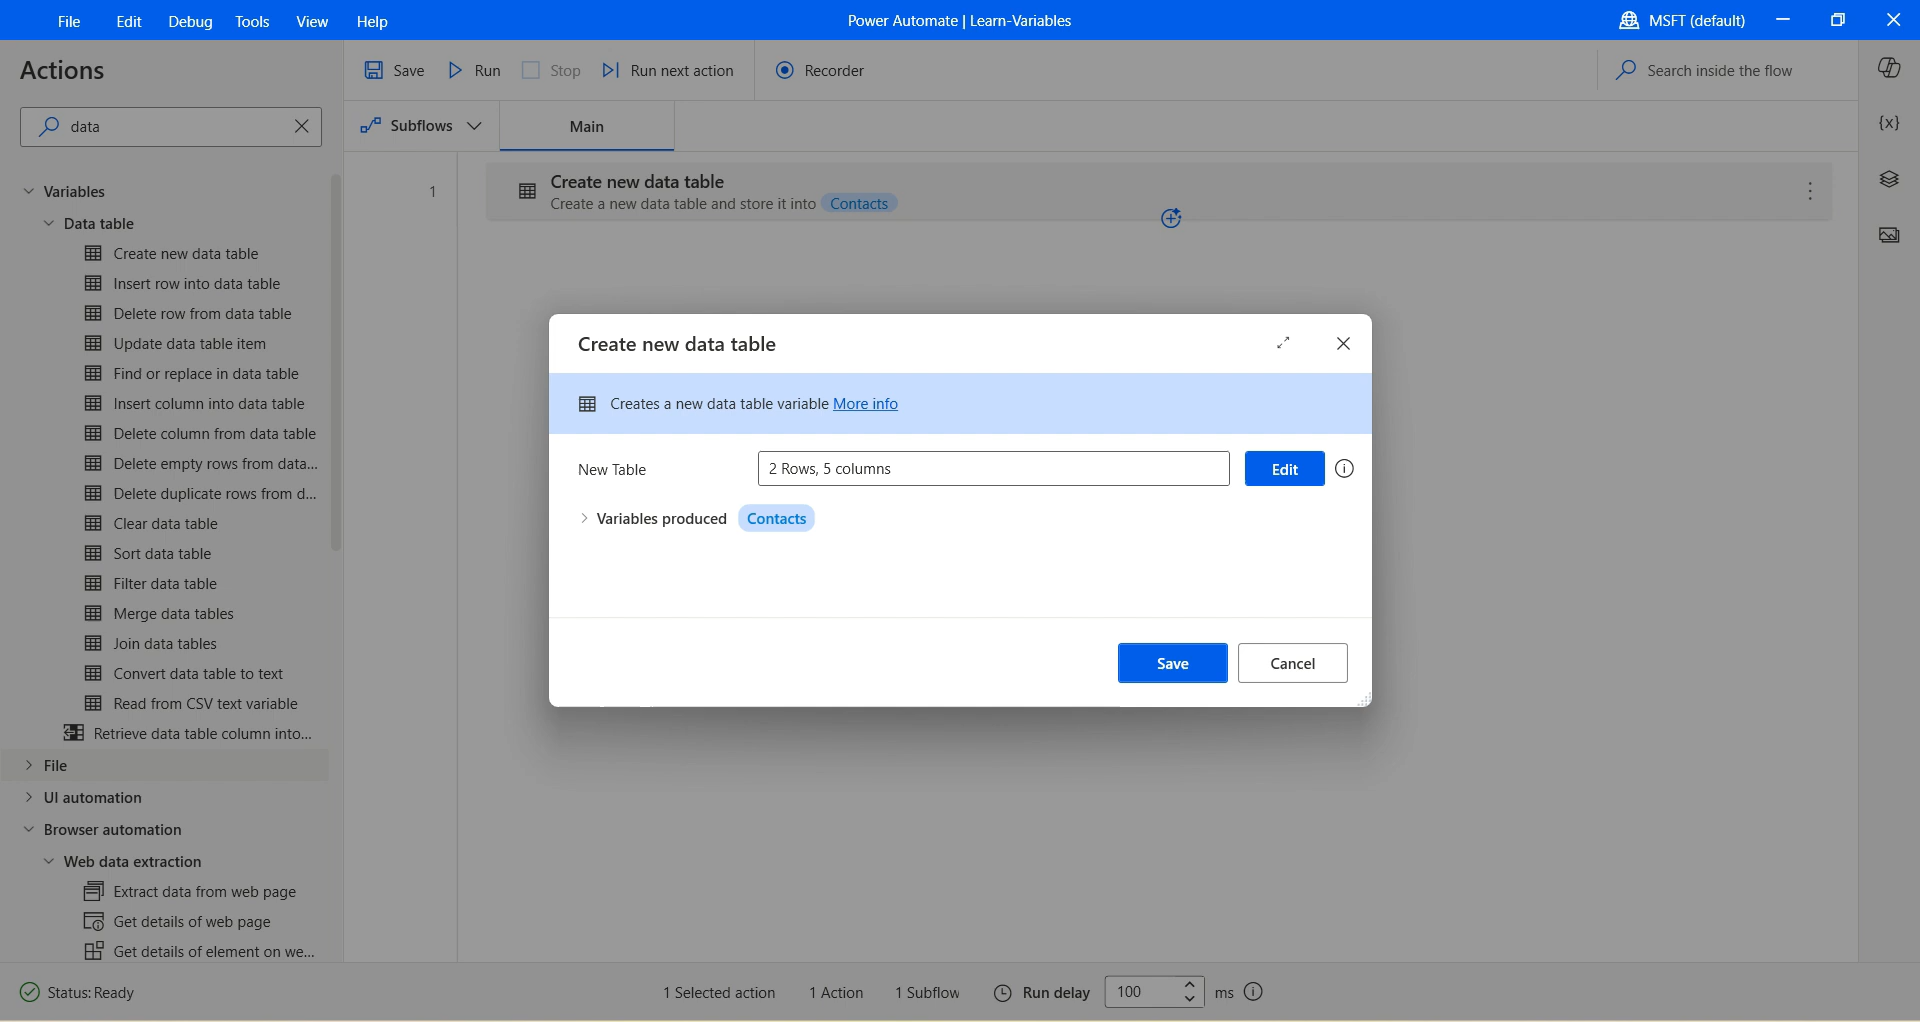 File Edit Debug Tools View Help
Power Automate | Learn-Variables
MSFT (default)
Actions
data
Variables
Data table
Create new data table
Insert row into data table
Delete row from data table
Update data table item
Find or replace in data table
Insert column into data table
Delete column from data table
Delete empty rows from data...
Delete duplicate rows from d...
Clear data table
Sort data table
Filter data table
Merge data tables
Join data tables
Convert data table to text
Read from CSV text variable
Retrieve data table column into...
File
UI automation
Browser automation
Web data extraction
Extract data from web page
Get details of web page
Get details of element on we...
Save Run Stop Run next action Recorder
Search inside the flow
Subflows Main
{x}
1
Create new data table
Create a new data table and store it into Contacts
Create new data table
Creates a new data table variable More info
New Table 2 Rows, 5 columns Edit
Variables produced Contacts
Save Cancel
Status: Ready 1 Selected action 1 Action 1 Subflow Run delay 100 ms